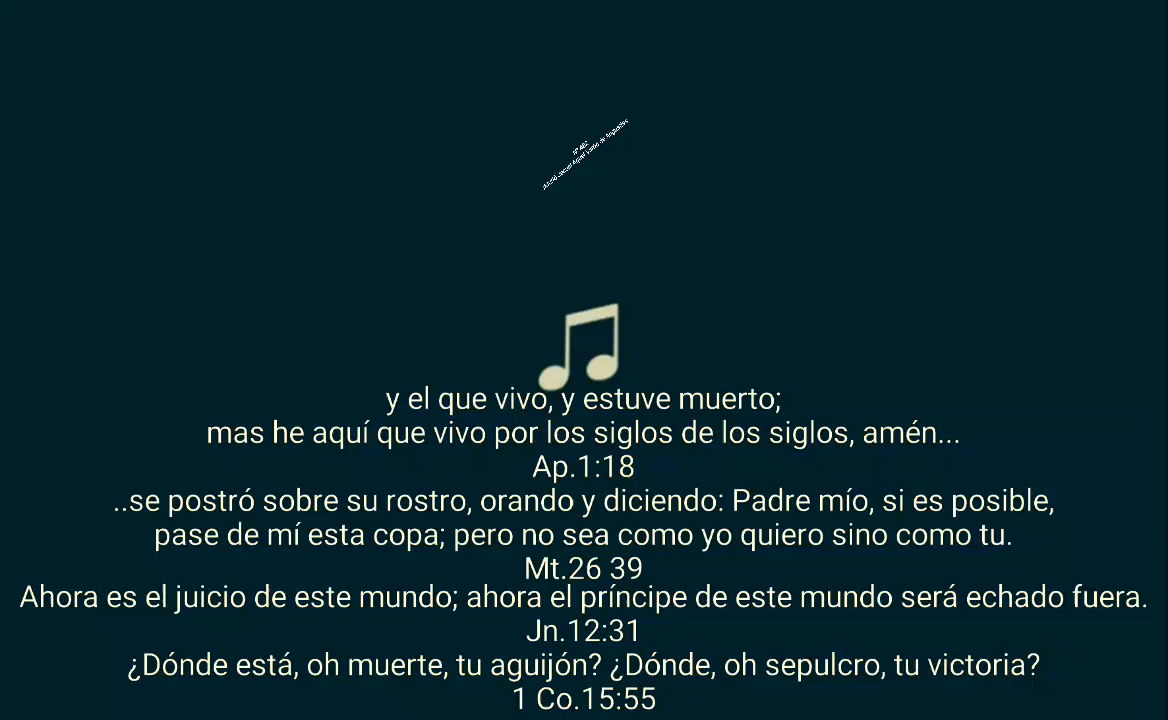 y el que vivo, y estuve muerto;
mas he aquí que vivo por los siglos de los siglos, amén...
Ap.1:18
..se postró sobre su rostro, orando y diciendo: Padre mío, si es posible,
pase de mí esta copa; pero no sea como yo quiero sino como tu.
Mt.26 39
Ahora es el juicio de este mundo; ahora el príncipe de este mundo será echado fuera.
Jn.12:31
¿Dónde está, oh muerte, tu aguijón? ¿Dónde, oh sepulcro, tu victoria?
1 Co.15:55